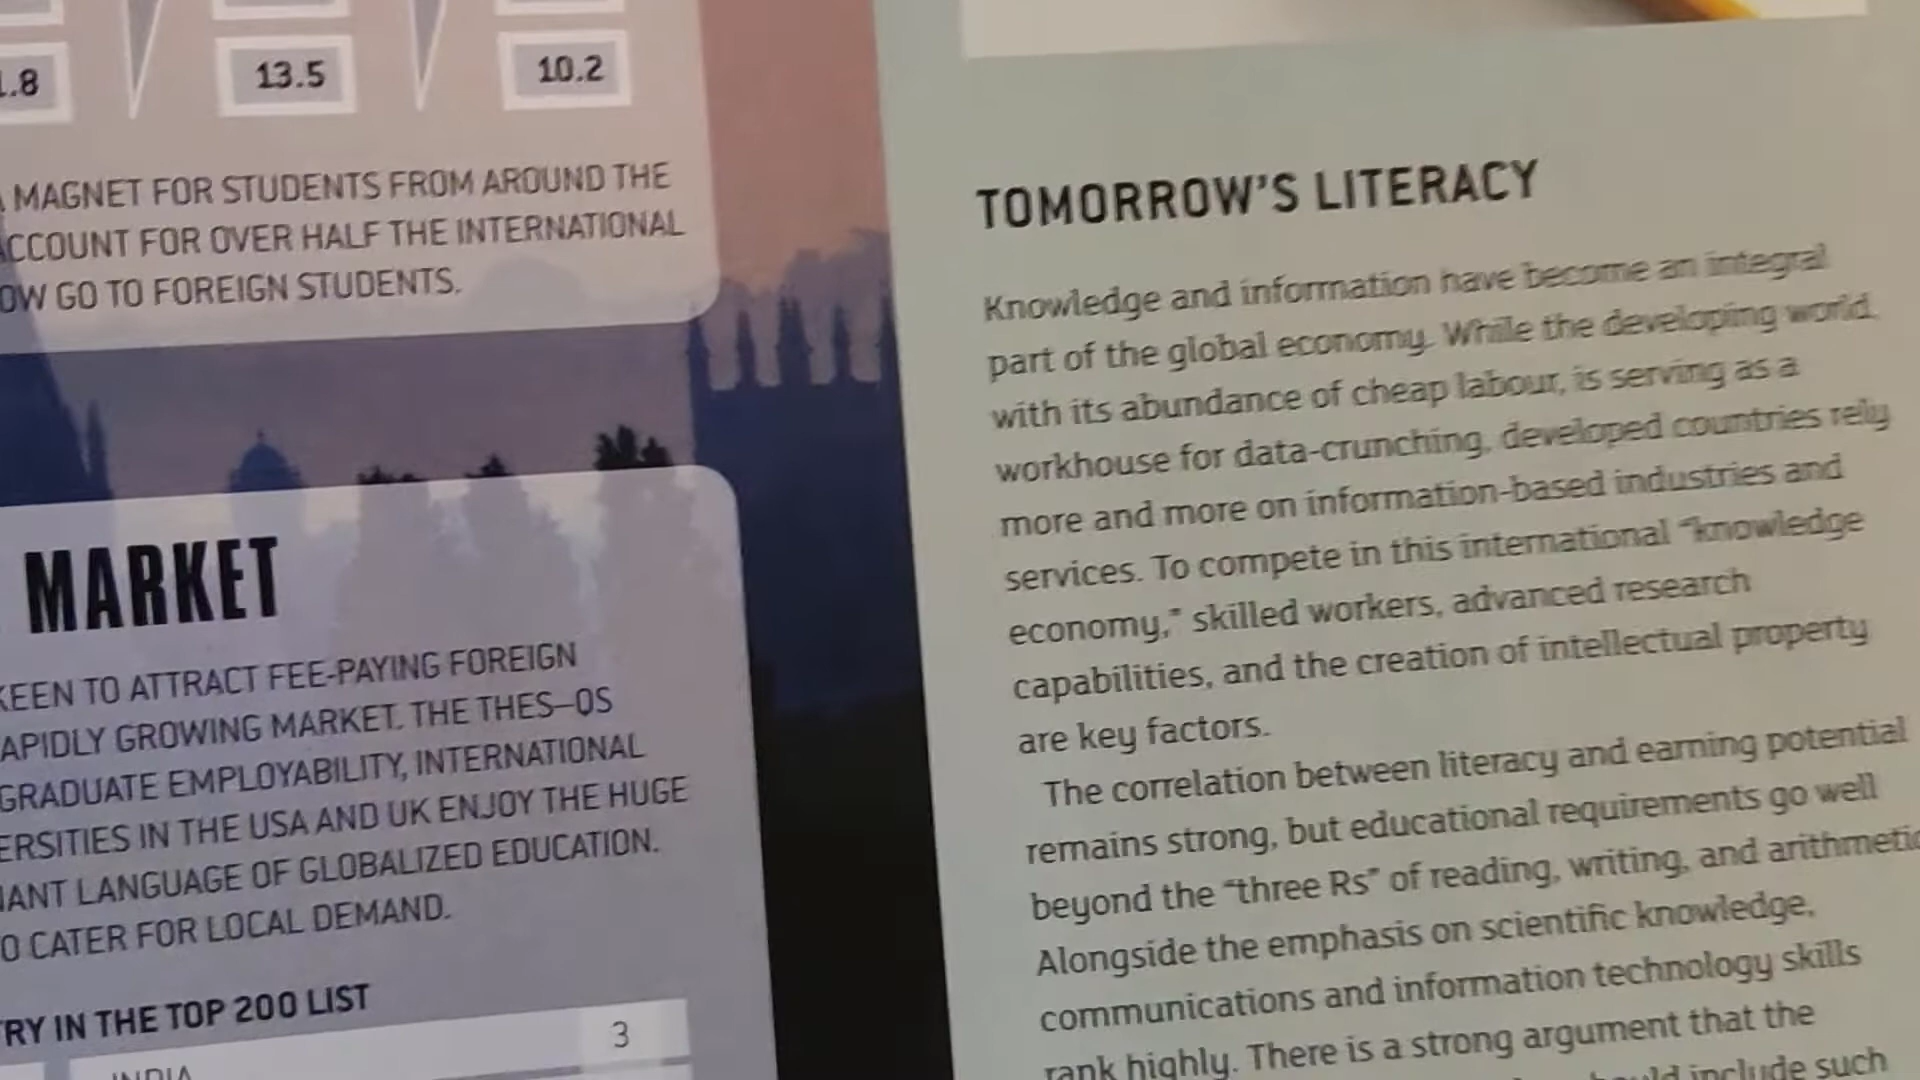 .8
13.5
10.2
MAGNET FOR STUDENTS FROM AROUND THE
CCOUNT FOR OVER HALF THE INTERNATIONAL
OW GO TO FOREIGN STUDENTS.
MARKET
KEEN TO ATTRACT FEE-PAYING FOREIGN
APIDLY GROWING MARKET. THE THES–QS
GRADUATE EMPLOYABILITY, INTERNATIONAL
ERSITIES IN THE USA AND UK ENJOY THE HUGE
NANT LANGUAGE OF GLOBALIZED EDUCATION.
O CATER FOR LOCAL DEMAND.
TRY IN THE TOP 200 LIST
3
INDIA
TOMORROW'S LITERACY
Knowledge and information have become an integral
part of the global economy. While the developing world,
with its abundance of cheap labour, is serving as a
workhouse for data-crunching, developed countries rely
more and more on information-based industries and
services. To compete in this international “knowledge
economy,” skilled workers, advanced research
capabilities, and the creation of intellectual property
are key factors.
The correlation between literacy and earning potential
remains strong, but educational requirements go well
beyond the “three Rs” of reading, writing, and arithmetic
Alongside the emphasis on scientific knowledge,
communications and information technology skills
rank highly. There is a strong argument that the
should include such